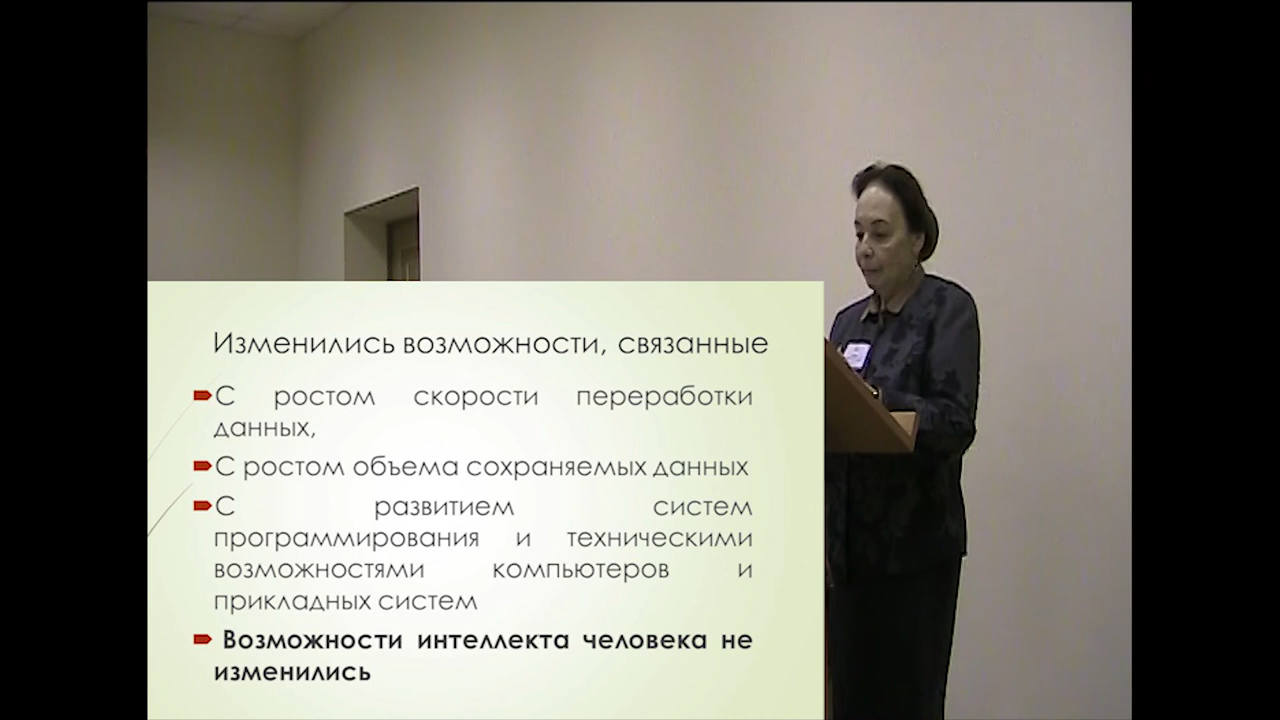 Изменились возможности, связанные
С ростом скорости переработки
данных,
С ростом объема сохраняемых данных
С развитием систем
программирования и техническими
возможностями компьютеров и
прикладных систем
Возможности интеллекта человека не
изменились